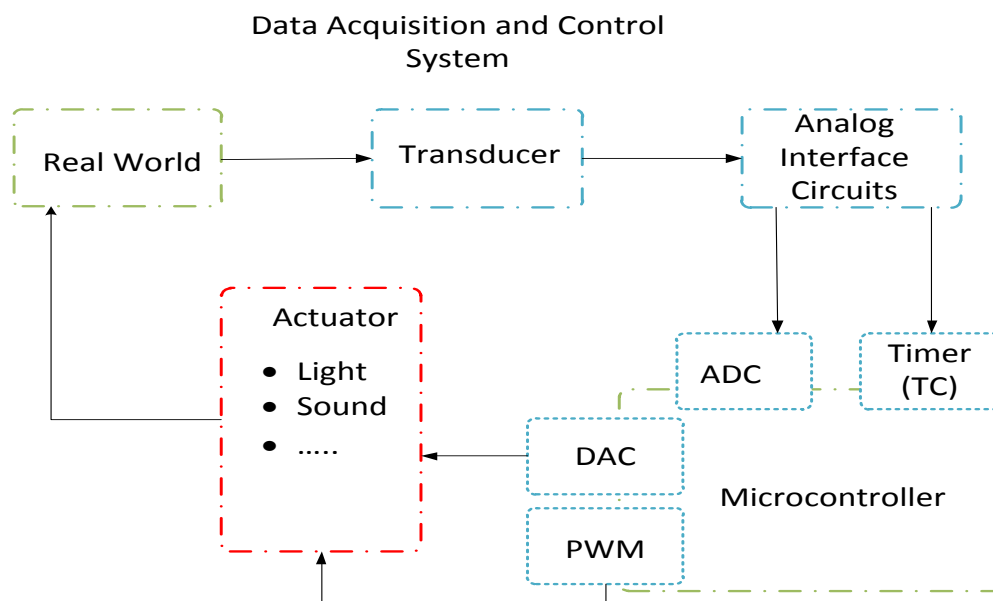 Data Acquisition and Control
System
Real World
Transducer
Analog
Interface
Circuits
Actuator
● Light
● Sound
● .....
ADC
Timer
(TC)
DAC
Microcontroller
PWM